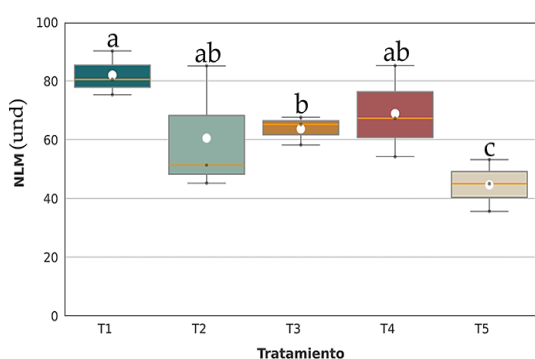 100
80
60
40
20
0
NLM (und)
a
ab
b
ab
c
T1 T2 T3 T4 T5
Tratamiento